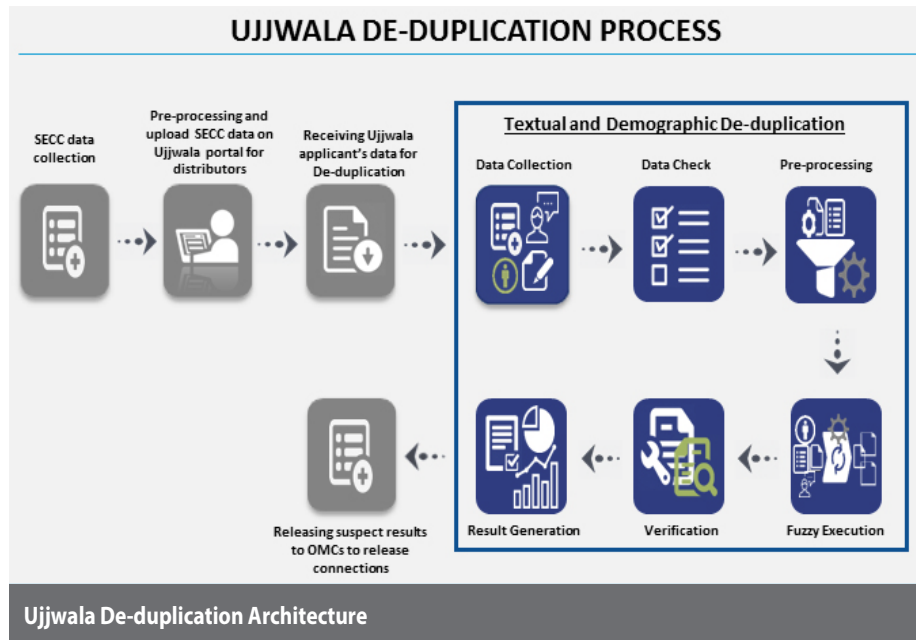 UJJWALA DE-DUPLICATION PROCESS
SECC data
collection
Pre-processing and
upload SECC data on
Ujjwala portal for
distributors
Receiving Ujjwala
applicant's data for
De-duplication
Textual and Demographic De-duplication
Data Collection
Data Check
Pre-processing
Releasing suspect results
to OMCs to release
connections
Result Generation
Verification
Fuzzy Execution
Ujjwala De-duplication Architecture